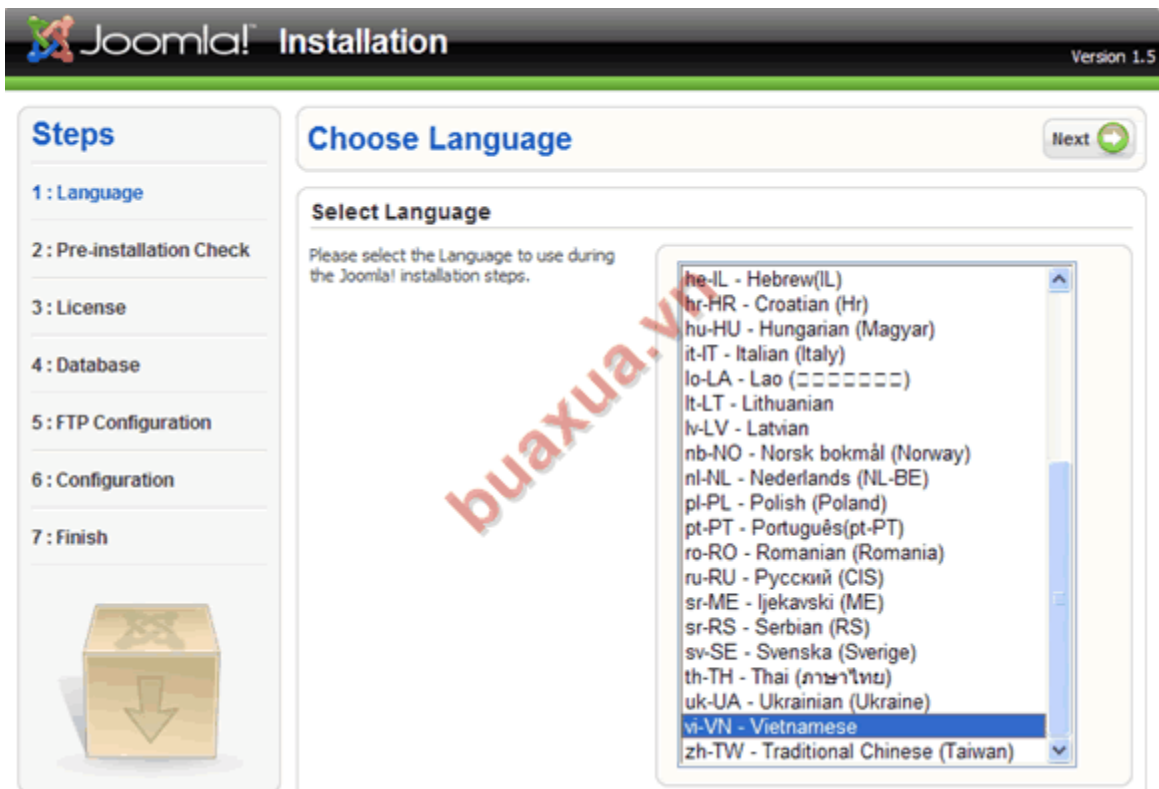 Joomla! Installation
Version 1.5
Steps
1 : Language
2 : Pre-installation Check
3 : License
4 : Database
5 : FTP Configuration
6 : Configuration
7 : Finish
Choose Language
Next
Select Language
Please select the Language to use during
the Joomla! installation steps.
he-IL - Hebrew(IL)
hr-HR - Croatian (Hr)
hu-HU - Hungarian (Magyar)
it-IT - Italian (Italy)
lo-LA - Lao (□□□□□□□)
lt-LT - Lithuanian
lv-LV - Latvian
nb-NO - Norsk bokmål (Norway)
nl-NL - Nederlands (NL-BE)
pl-PL - Polish (Poland)
pt-PT - Português(pt-PT)
ro-RO - Romanian (Romania)
ru-RU - Русский (CIS)
sr-ME - Ijekavski (ME)
sr-RS - Serbian (RS)
sv-SE - Svenska (Sverige)
th-TH - Thai (ภาษาไทย)
uk-UA - Ukrainian (Ukraine)
vi-VN - Vietnamese
zh-TW - Traditional Chinese (Taiwan)
buaxua.vn